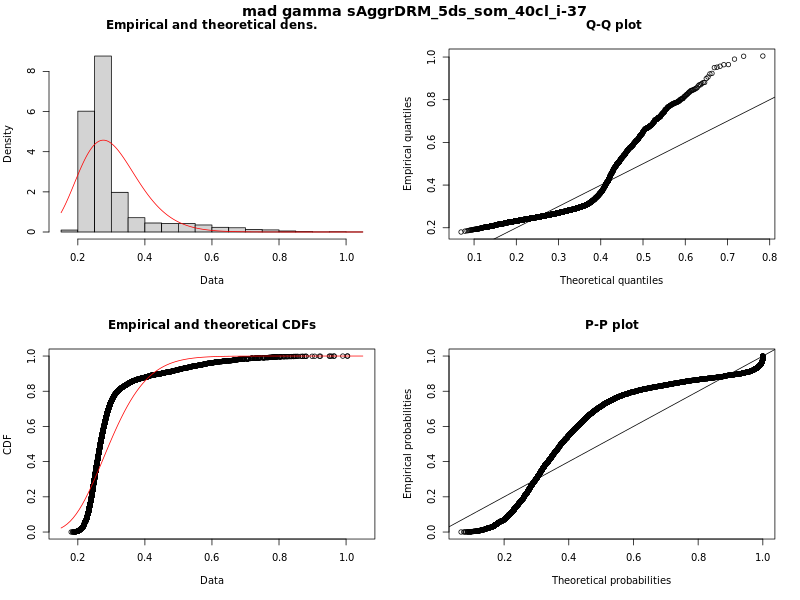 mad gamma sAggrDRM_5ds_som_40cl_i-37
Empirical and theoretical dens.
Density
0 2 4 6 8
0.2 0.4 0.6 0.8 1.0
Data
Q-Q plot
Empirical quantiles
0.2 0.4 0.6 0.8 1.0
0.1 0.2 0.3 0.4 0.5 0.6 0.7 0.8
Theoretical quantiles
Empirical and theoretical CDFs
CDF
0.0 0.2 0.4 0.6 0.8 1.0
0.2 0.4 0.6 0.8 1.0
Data
P-P plot
Empirical probabilities
0.0 0.2 0.4 0.6 0.8 1.0
0.2 0.4 0.6 0.8 1.0
Theoretical probabilities